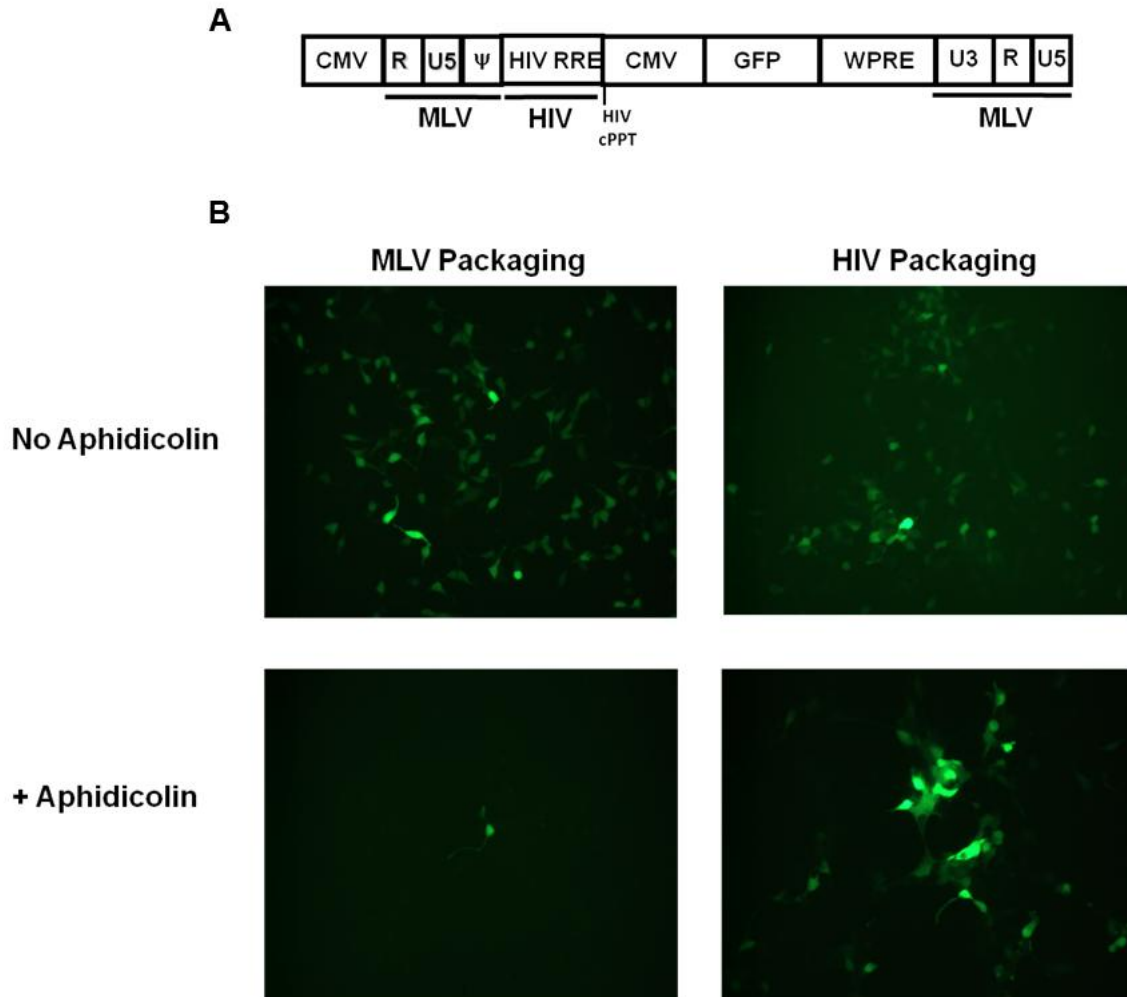 A
CMV R U5 Ψ HIV RRE CMV GFP WPRE U3 R U5
MLV HIV HIV MLV
cPPT
B
MLV Packaging HIV Packaging
No Aphidicolin
+ Aphidicolin